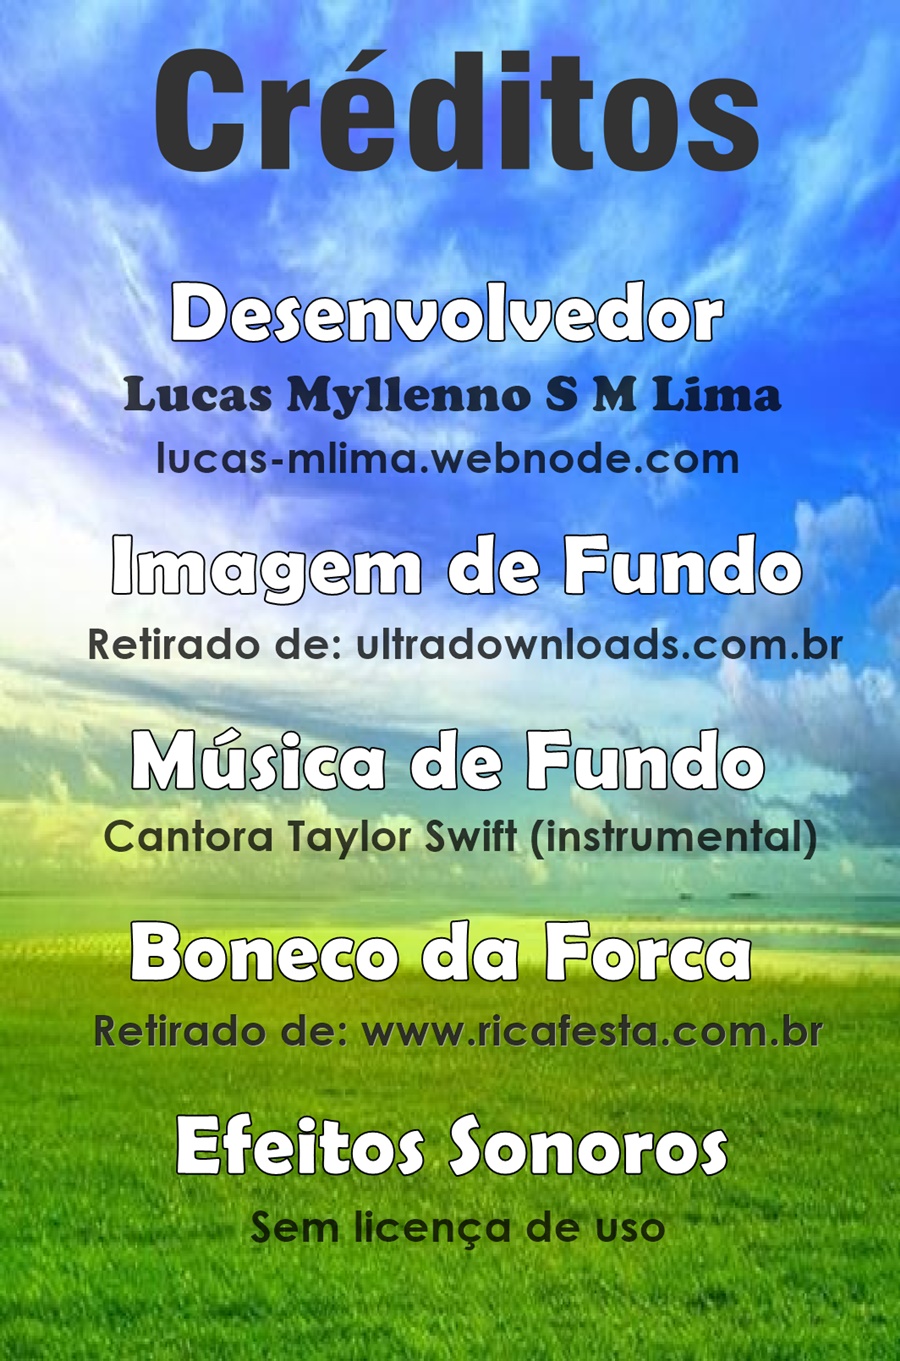 Créditos
Desenvolvedor
Lucas Myllenno S M Lima
lucas-mlima.webnode.com
Imagem de Fundo
Retirado de: ultradownloads.com.br
Música de Fundo
Cantora Taylor Swift (instrumental)
Boneco da Forca
Retirado de: www.ricafesta.com.br
Efeitos Sonoros
Sem licença de uso